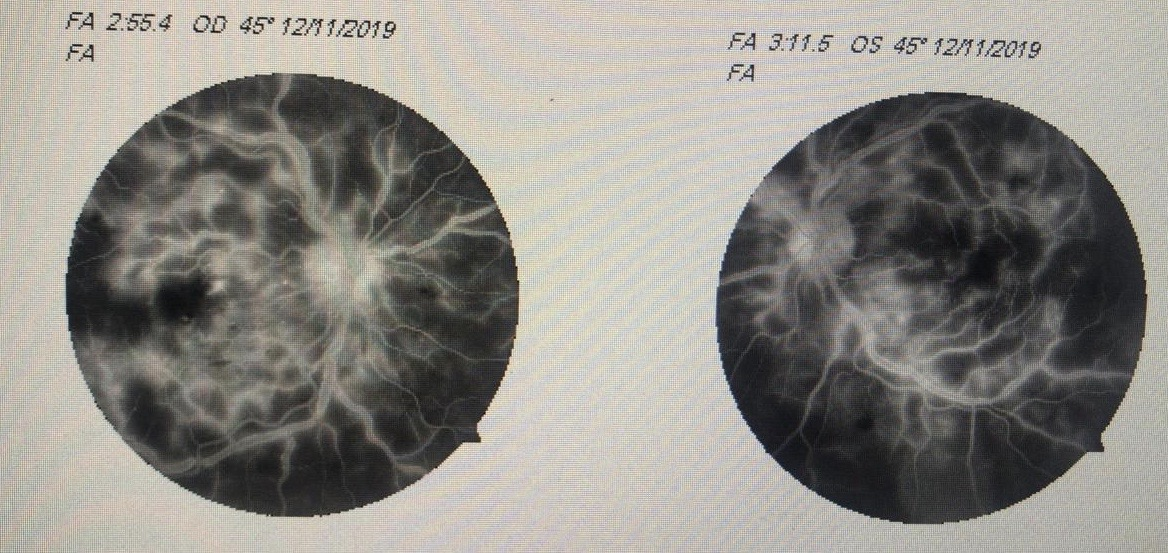 FA 2:55.4 OD 45° 12/11/2019
FA
FA 3:11.5 OS 45° 12/11/2019
FA